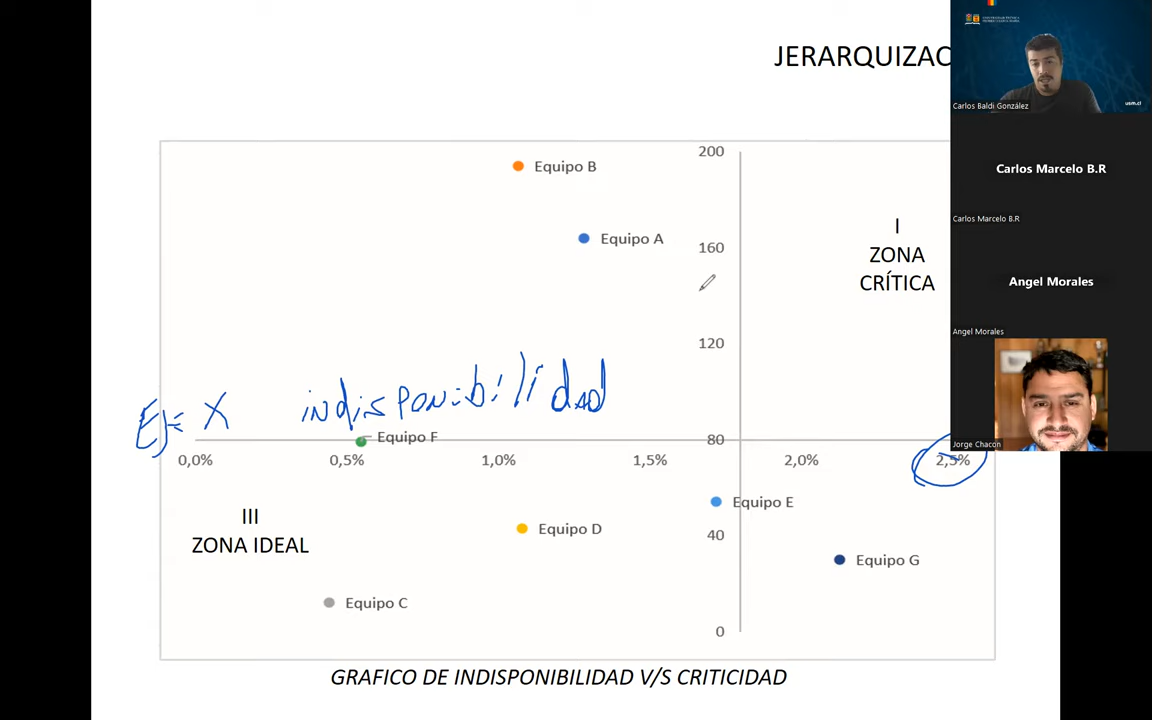 JERARQUIZAC
Carlos Baldi González
usm.cl
Carlos Marcelo B.R
Carlos Marcelo B.R
Angel Morales
Angel Morales
Jorge Chacon
200
Equipo B
Equipo A
160
I
ZONA
CRÍTICA
120
Eje X indisponibilidad
Equipo F
80
0,0% 0,5% 1,0% 1,5% 2,0% 2,5%
Equipo E
III
ZONA IDEAL
Equipo D
40
Equipo G
Equipo C
0
GRAFICO DE INDISPONIBILIDAD V/S CRITICIDAD